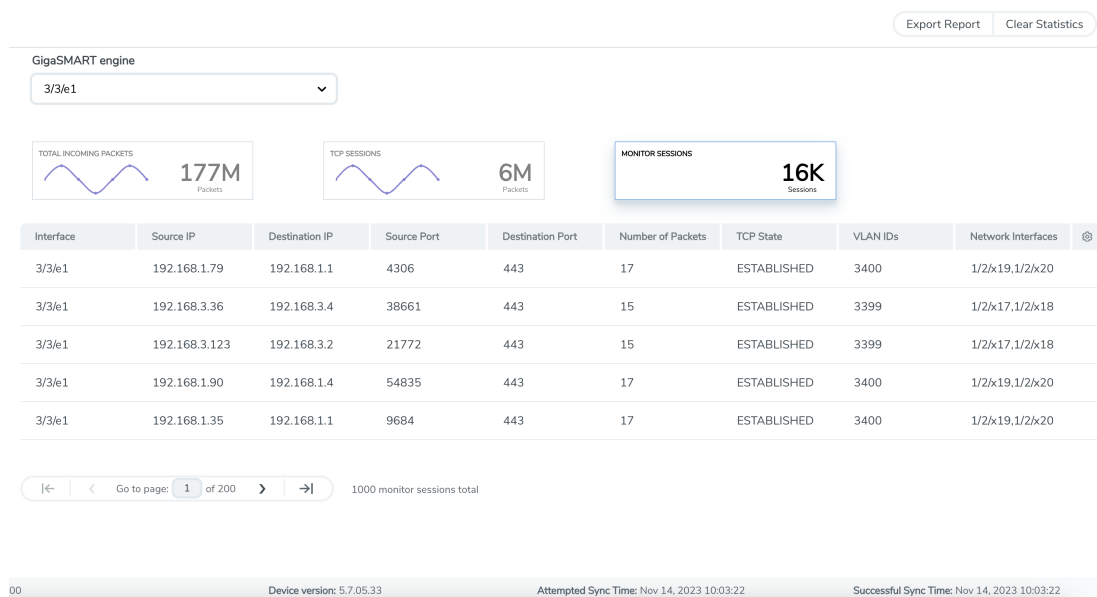 Export Report Clear Statistics
GigaSMART engine
3/3/e1
TOTAL INCOMING PACKETS 177M Packets
TCP SESSIONS 6M Packets
MONITOR SESSIONS 16K Sessions
Interface Source IP Destination IP Source Port Destination Port Number of Packets TCP State VLAN IDs Network Interfaces
3/3/e1 192.168.1.79 192.168.1.1 4306 443 17 ESTABLISHED 3400 1/2/x19,1/2/x20
3/3/e1 192.168.3.36 192.168.3.4 38661 443 15 ESTABLISHED 3399 1/2/x17,1/2/x18
3/3/e1 192.168.3.123 192.168.3.2 21772 443 15 ESTABLISHED 3399 1/2/x17,1/2/x18
3/3/e1 192.168.1.90 192.168.1.4 54835 443 17 ESTABLISHED 3400 1/2/x19,1/2/x20
3/3/e1 192.168.1.35 192.168.1.1 9684 443 17 ESTABLISHED 3400 1/2/x19,1/2/x20
Go to page: 1 of 200 1000 monitor sessions total
00 Device version: 5.7.05.33 Attempted Sync Time: Nov 14, 2023 10:03:22 Successful Sync Time: Nov 14, 2023 10:03:22